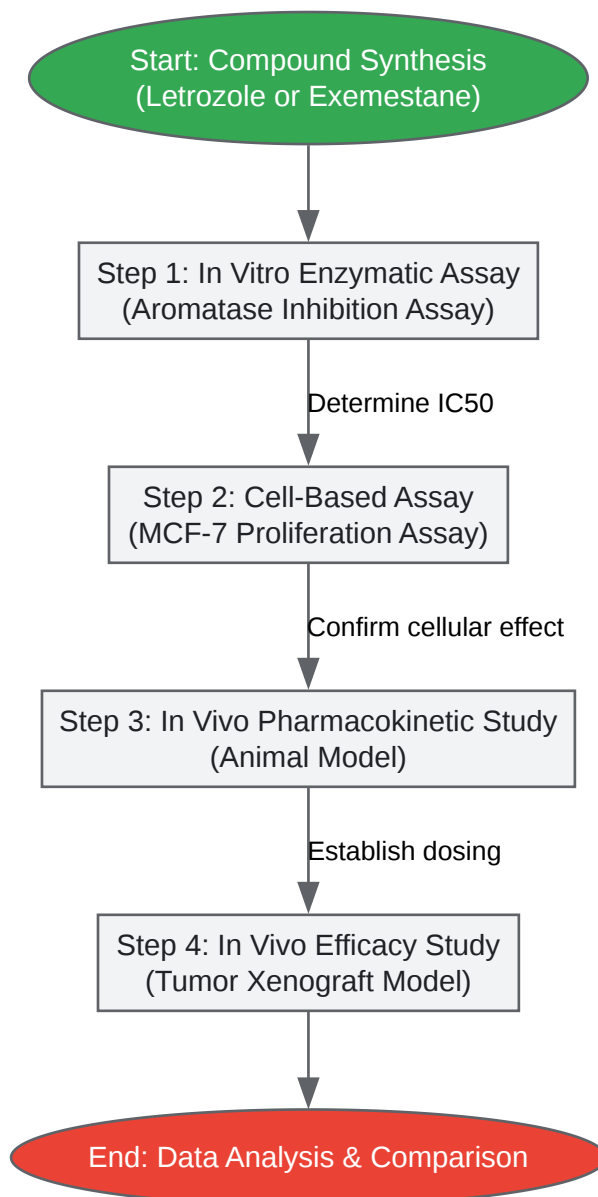 Start: Compound Synthesis
(Letrozole or Exemestane)
Step 1: In Vitro Enzymatic Assay
(Aromatase Inhibition Assay)
Determine IC50
Step 2: Cell-Based Assay
(MCF-7 Proliferation Assay)
Confirm cellular effect
Step 3: In Vivo Pharmacokinetic Study
(Animal Model)
Establish dosing
Step 4: In Vivo Efficacy Study
(Tumor Xenograft Model)
End: Data Analysis & Comparison